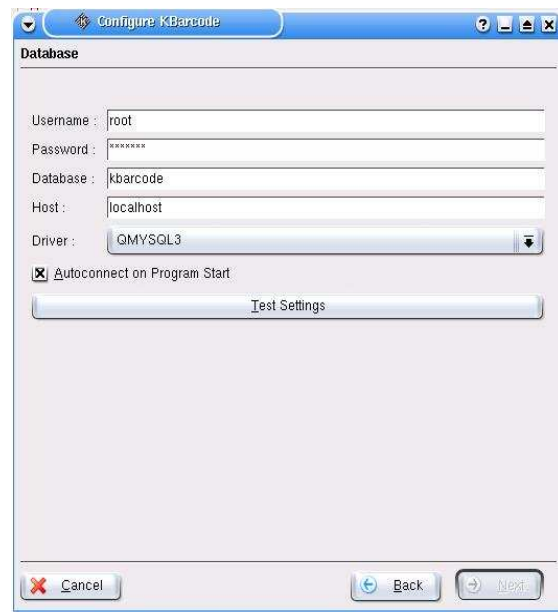 Configure KBarcode
Database
Username : root
Password : *******
Database : kbarcode
Host : localhost
Driver : QMYSQL3
Autoconnect on Program Start
Test Settings
Cancel
Back
Next